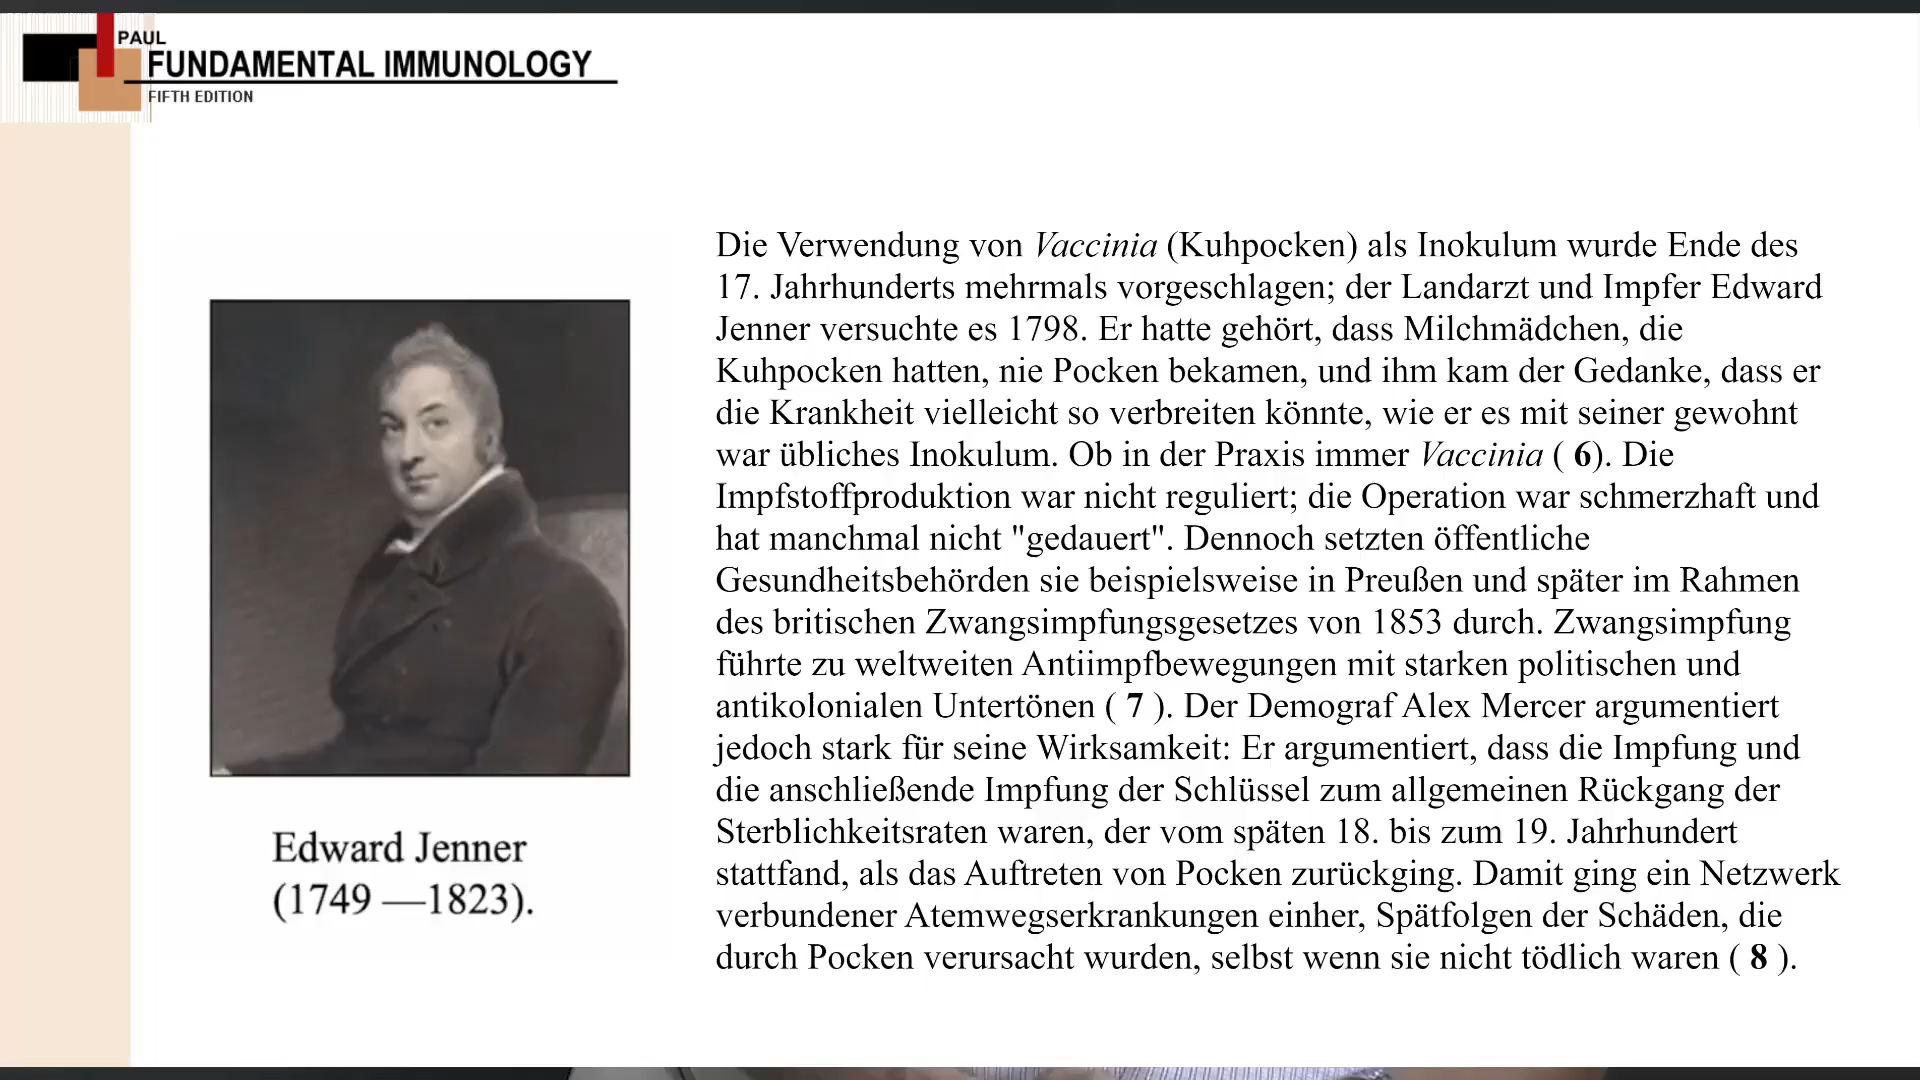 PAUL
FUNDAMENTAL IMMUNOLOGY
FIFTH EDITION
Die Verwendung von Vaccinia (Kuhpocken) als Inokulum wurde Ende des
17. Jahrhunderts mehrmals vorgeschlagen; der Landarzt und Impfer Edward
Jenner versuchte es 1798. Er hatte gehört, dass Milchmädchen, die
Kuhpocken hatten, nie Pocken bekamen, und ihm kam der Gedanke, dass er
die Krankheit vielleicht so verbreiten könnte, wie er es mit seiner gewohnt
war übliches Inokulum. Ob in der Praxis immer Vaccinia ( 6). Die
Impfstoffproduktion war nicht reguliert; die Operation war schmerzhaft und
hat manchmal nicht "gedauert". Dennoch setzten öffentliche
Gesundheitsbehörden sie beispielsweise in Preußen und später im Rahmen
des britischen Zwangsimpfungsgesetzes von 1853 durch. Zwangsimpfung
führte zu weltweiten Antiimpfbewegungen mit starken politischen und
antikolonialen Untertönen ( 7 ). Der Demograf Alex Mercer argumentiert
jedoch stark für seine Wirksamkeit: Er argumentiert, dass die Impfung und
die anschließende Impfung der Schlüssel zum allgemeinen Rückgang der
Sterblichkeitsraten waren, der vom späten 18. bis zum 19. Jahrhundert
stattfand, als das Auftreten von Pocken zurückging. Damit ging ein Netzwerk
verbundener Atemwegserkrankungen einher, Spätfolgen der Schäden, die
durch Pocken verursacht wurden, selbst wenn sie nicht tödlich waren ( 8 ).
Edward Jenner
(1749 —1823).